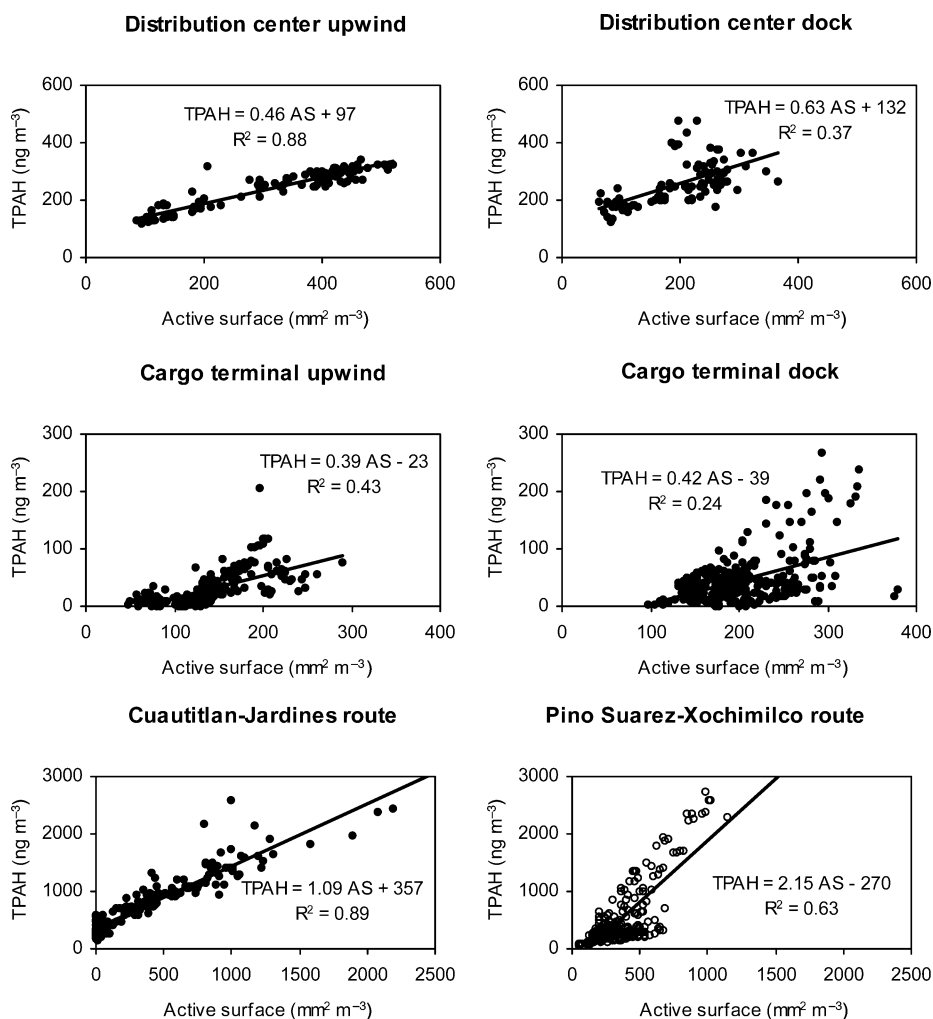 Distribution center upwind
Distribution center dock
600
400
200
0
TPAH (ng m⁻³)
TPAH = 0.46 AS + 97
R² = 0.88
0 200 400 600
Active surface (mm² m⁻³)
600
400
200
0
TPAH (ng m⁻³)
TPAH = 0.63 AS + 132
R² = 0.37
0 200 400 600
Active surface (mm² m⁻³)
Cargo terminal upwind
Cargo terminal dock
300
200
100
0
TPAH (ng m⁻³)
TPAH = 0.39 AS - 23
R² = 0.43
0 100 200 300 400
Active surface (mm² m⁻³)
300
200
100
0
TPAH (ng m⁻³)
TPAH = 0.42 AS - 39
R² = 0.24
0 100 200 300 400
Active surface (mm² m⁻³)
Cuautitlan-Jardines route
Pino Suarez-Xochimilco route
3000
2000
1000
0
TPAH (ng m⁻³)
TPAH = 1.09 AS + 357
R² = 0.89
0 500 1000 1500 2000 2500
Active surface (mm² m⁻³)
3000
2000
1000
0
TPAH (ng m⁻³)
TPAH = 2.15 AS - 270
R² = 0.63
0 500 1000 1500 2000 2500
Active surface (mm² m⁻³)